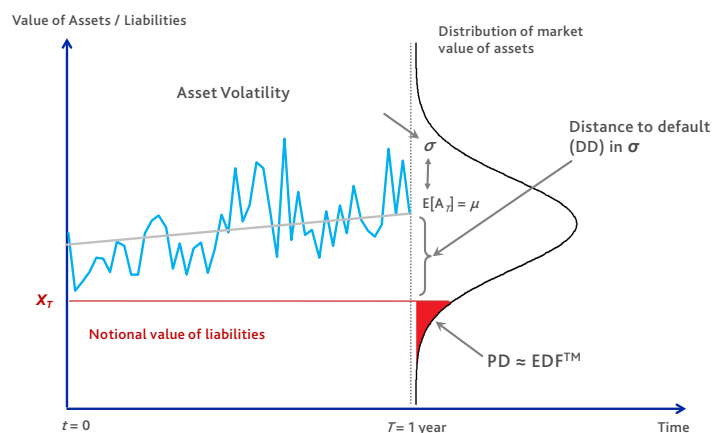 Value of Assets / Liabilities
Distribution of market
value of assets
Asset Volatility
Distance to default
(DD) in σ
σ
E[A_T] = μ
X_T
Notional value of liabilities
PD ≈ EDF™
t = 0
T = 1 year
Time